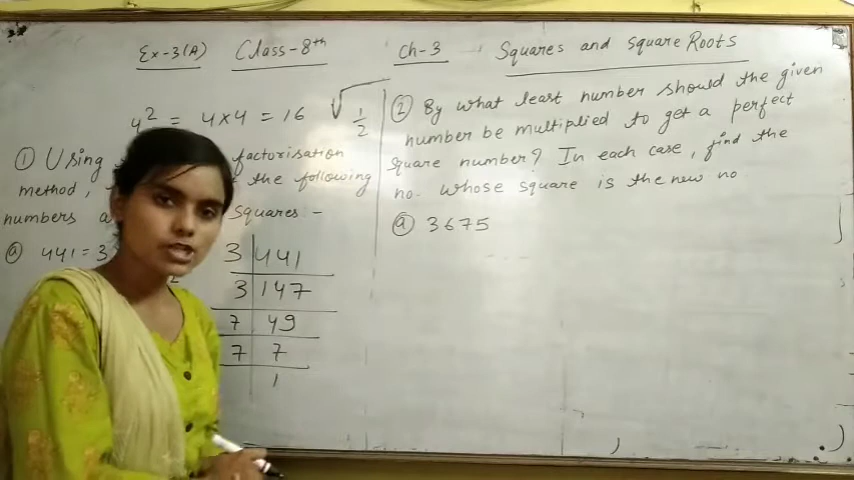 Ex-3(A) Class-8th Ch-3 Squares and Square Roots
4² = 4×4 = 16 √ 1/2
① Using factorisation
method, the following
numbers a squares:-
ⓐ 441 = 3
2
3 441
3 147
7 49
7 7
1
② By what least number should the given
number be multiplied to get a perfect
square number? In each case, find the
no. whose square is the new no
ⓐ 3675